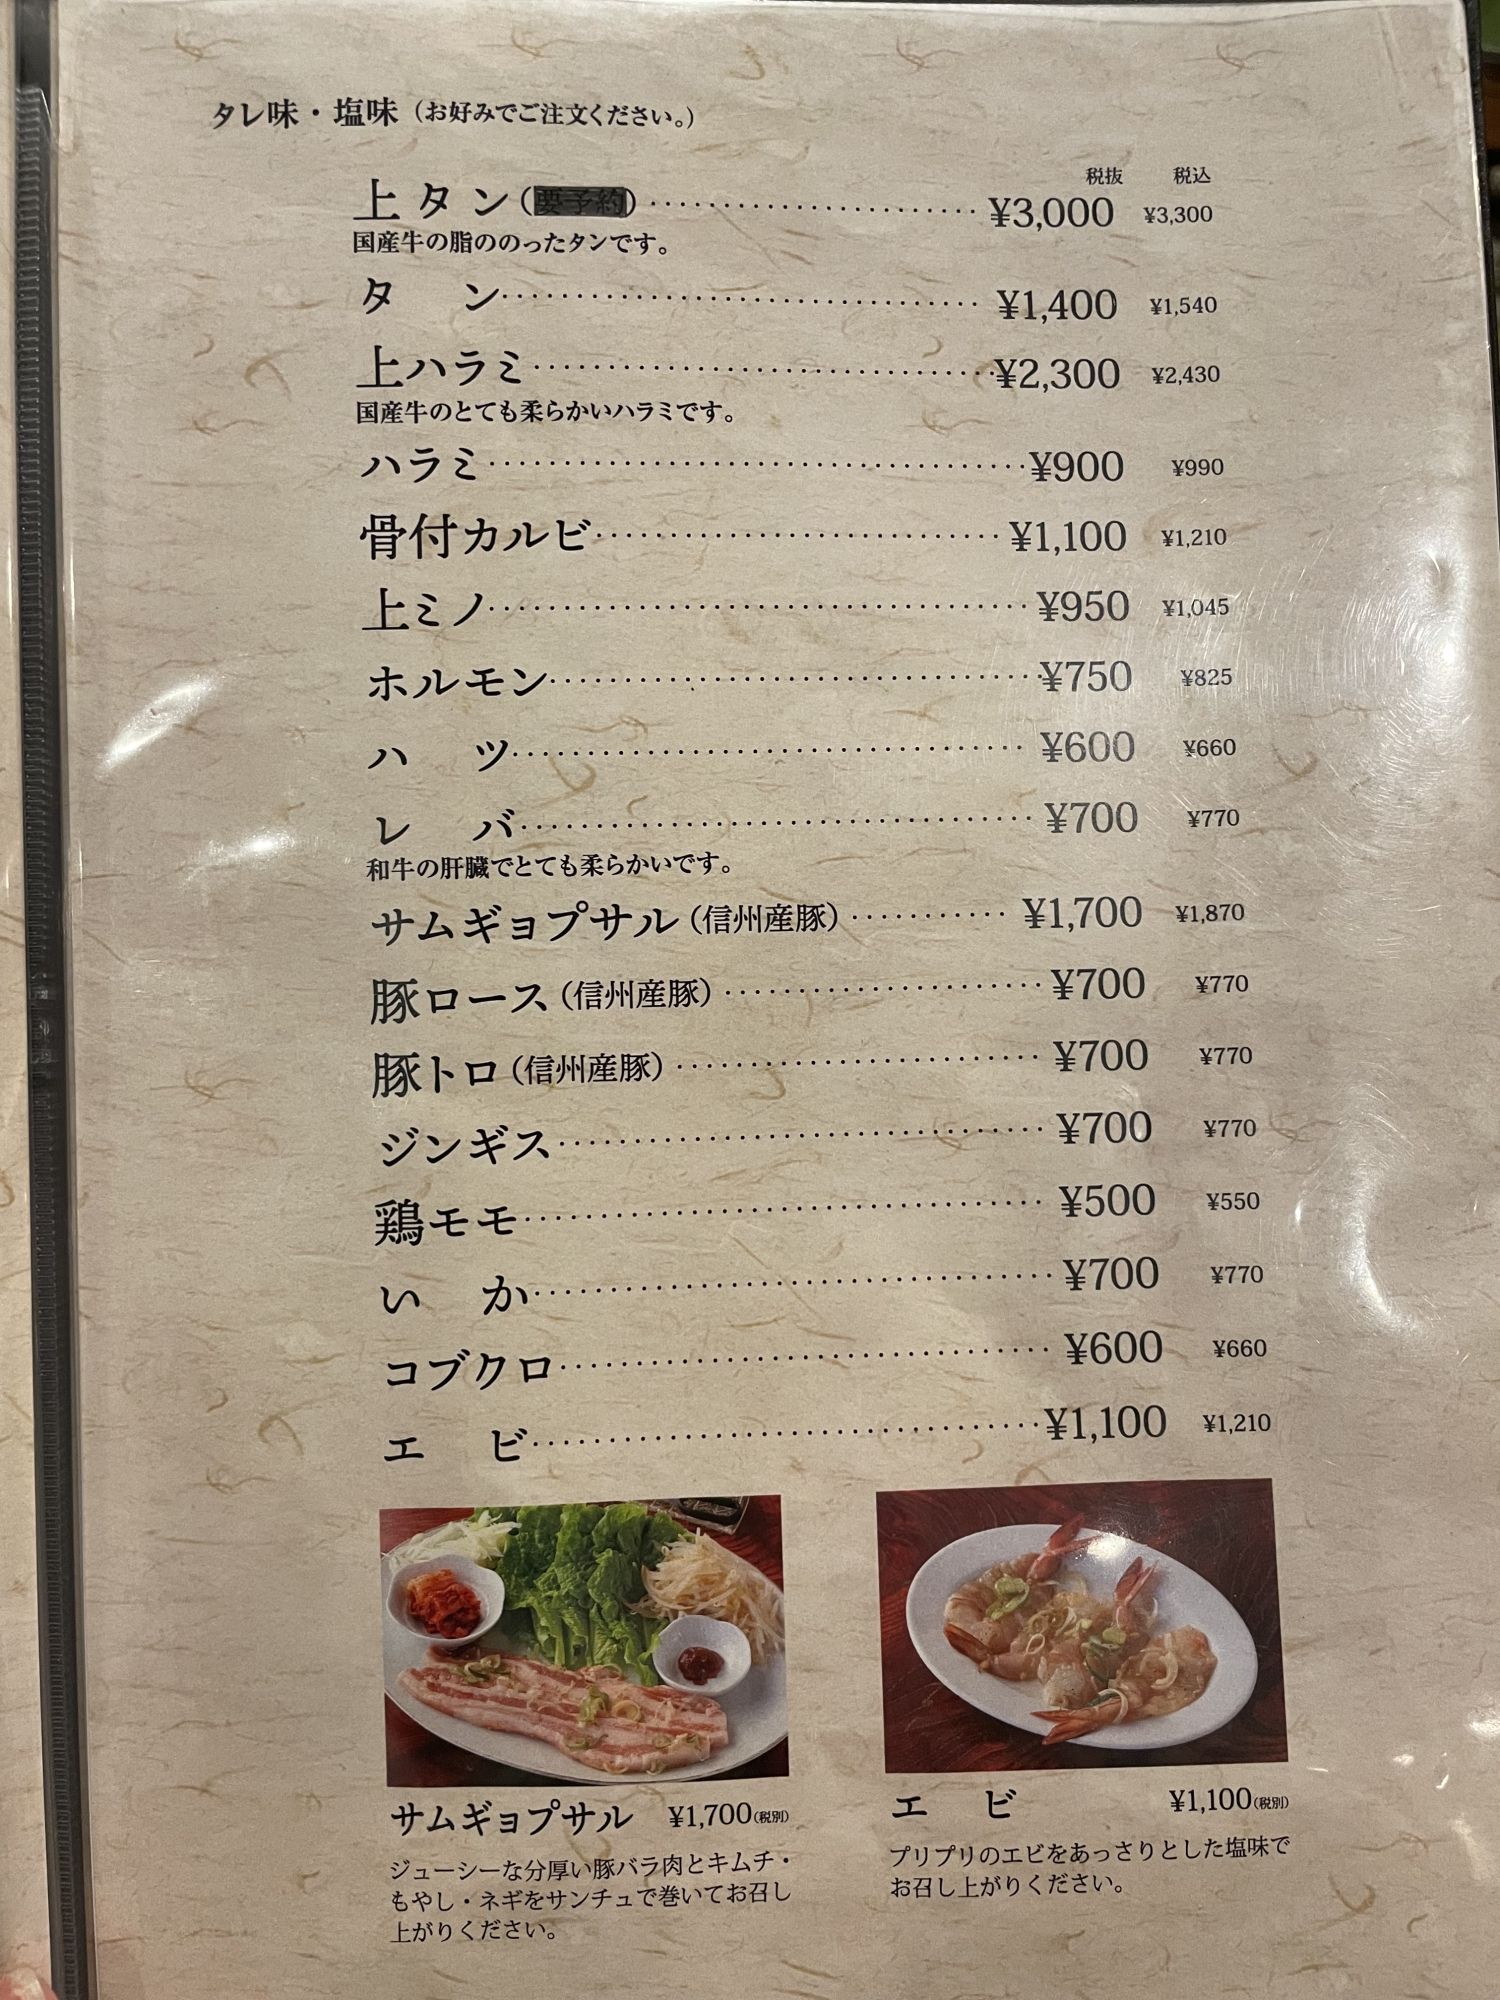 タレ味・塩味（お好みでご注文ください。）
税抜 税込
上タン（要予約） ¥3,000 ¥3,300
国産牛の脂ののったタンです。
タン ¥1,400 ¥1,540
上ハラミ ¥2,300 ¥2,430
国産牛のとても柔らかいハラミです。
ハラミ ¥900 ¥990
骨付カルビ ¥1,100 ¥1,210
上ミノ ¥950 ¥1,045
ホルモン ¥750 ¥825
ハツ ¥600 ¥660
レバ ¥700 ¥770
和牛の肝臓でとても柔らかいです。
サムギョプサル（信州産豚） ¥1,700 ¥1,870
豚ロース（信州産豚） ¥700 ¥770
豚トロ（信州産豚） ¥700 ¥770
ジンギス ¥700 ¥770
鶏モモ ¥500 ¥550
いか ¥700 ¥770
コブクロ ¥600 ¥660
エビ ¥1,100 ¥1,210
サムギョプサル ¥1,700（税別）
ジューシーな分厚い豚バラ肉とキムチ・
もやし・ネギをサンチュで巻いてお召し
上がりください。
エビ ¥1,100（税別）
プリプリのエビをあっさりとした塩味で
お召し上がりください。